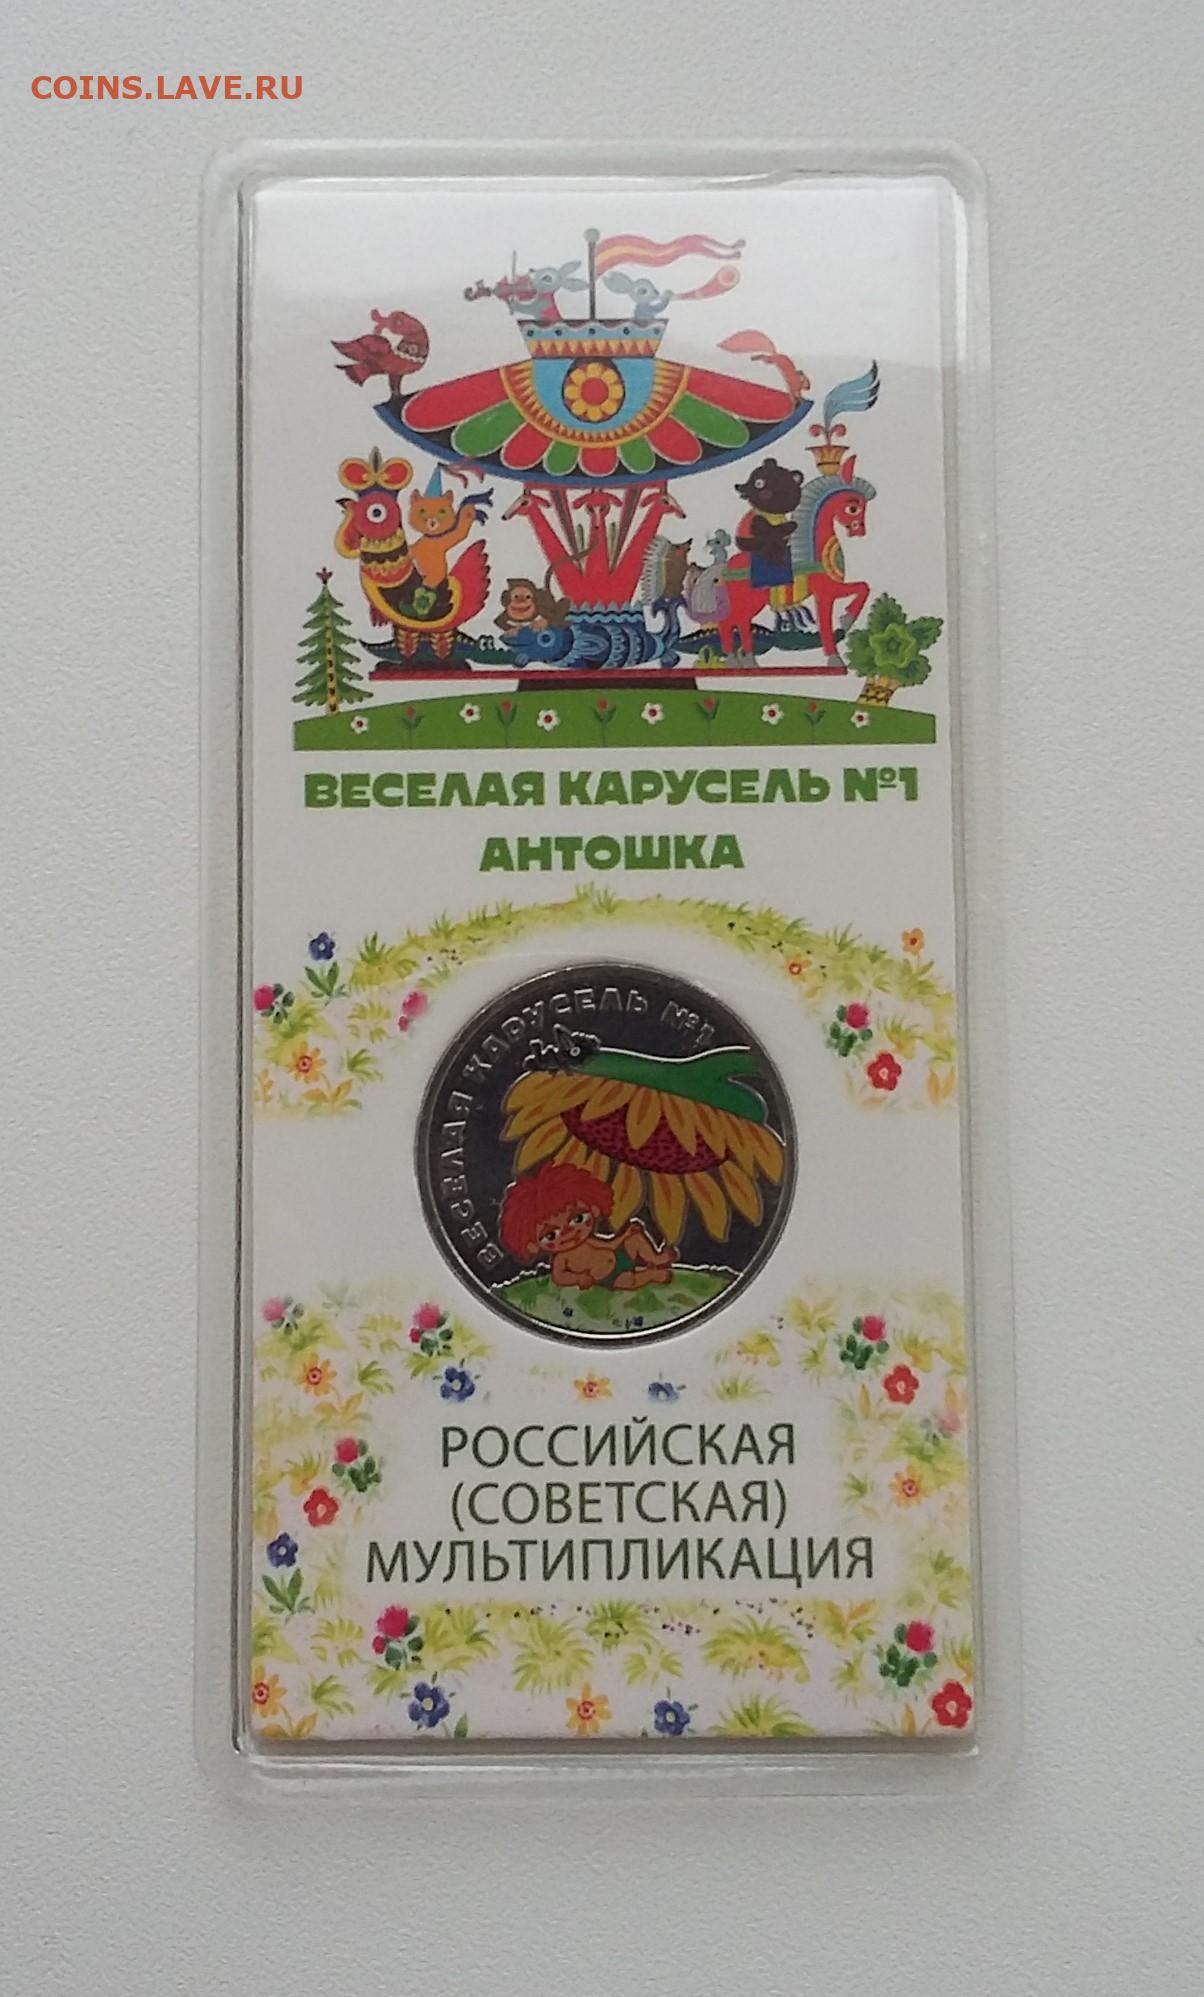 COINS.LAVE.RU
ВЕСЕЛАЯ КАРУСЕЛЬ №1
АНТОШКА
ВЕСЕЛАЯ КАРУСЕЛЬ №1
РОССИЙСКАЯ
(СОВЕТСКАЯ)
МУЛЬТИПЛИКАЦИЯ